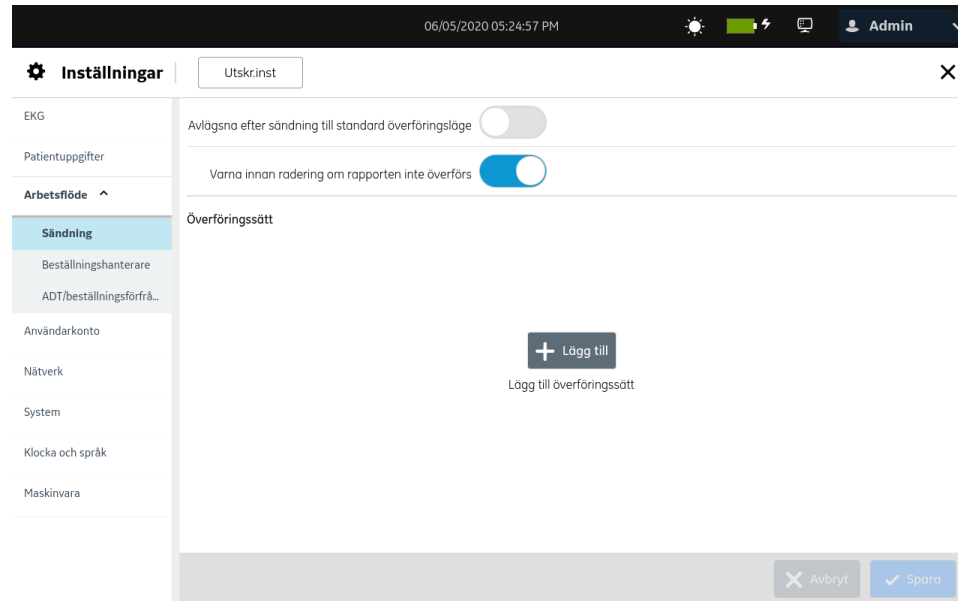 06/05/2020 05:24:57 PM
Admin
Inställningar
Utskr.inst
EKG
Patientuppgifter
Arbetsflöde
Sändning
Beställningshanterare
ADT/beställningsförfrå...
Användarkonto
Nätverk
System
Klocka och språk
Maskinvara
Avlägsna efter sändning till standard överföringsläge
Varna innan radering om rapporten inte överförs
Överföringssätt
Lägg till
Lägg till överföringssätt
Avbryt
Spara